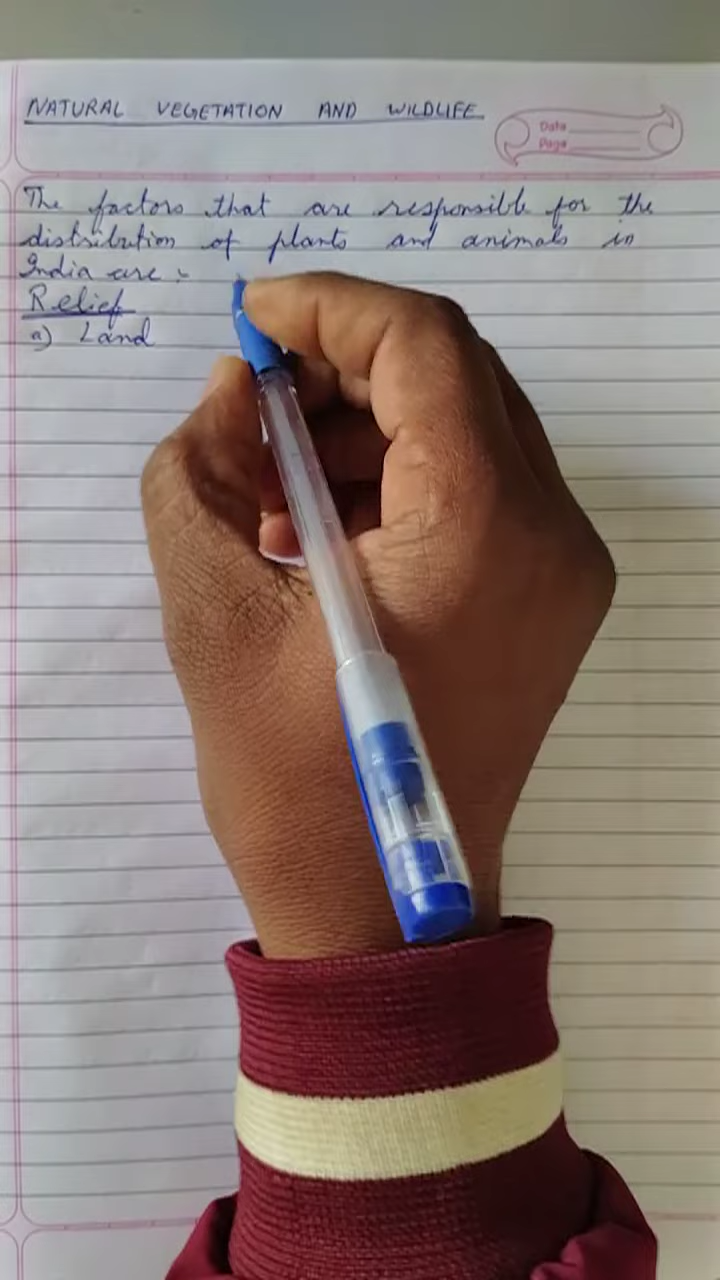 NATURAL VEGETATION AND WILDLIFE
Date
Page
The factors that are responsible for the
distribution of plants and animals in
India are :-
Relief
a) Land